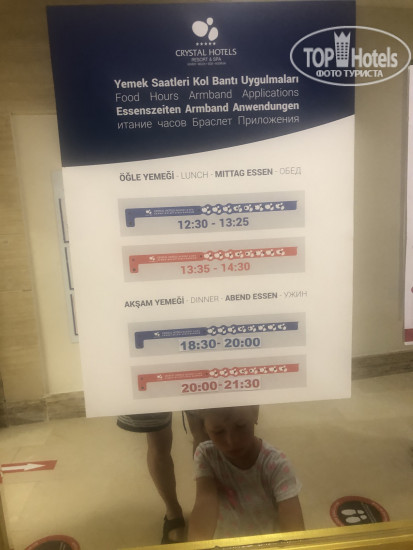 TOP Hotels
ФОТО ТУРИСТА
CRYSTAL HOTELS
RESORT & SPA
Yemek Saatleri Kol Bantı Uygulmaları
Food Hours Armband Applications
Essenszeiten Armband Anwendungen
итание часов Браслет Приложения
ÖĞLE YEMEĞİ - LUNCH - MITTAG ESSEN - ОБЕД
12:30 - 13:25
13:35 - 14:30
AKŞAM YEMEĞİ - DINNER - ABEND ESSEN - УЖИН
18:30 - 20:00
20:00 - 21:30